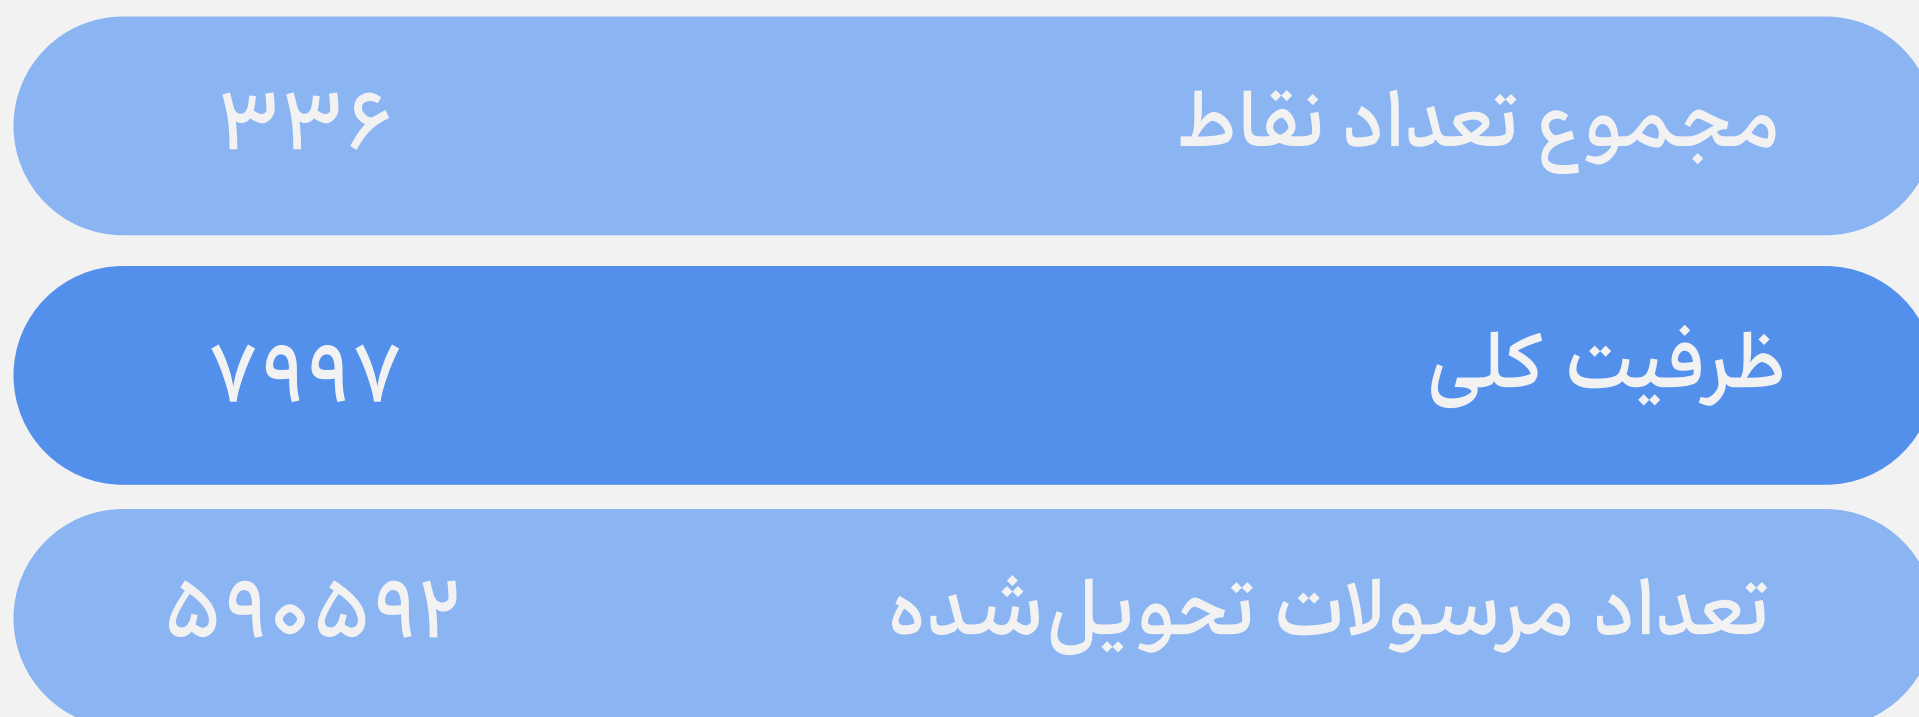 مجموع تعداد نقاط ۳۳۶
ظرفیت کلی ۷۹۹۷
تعداد مرسولات تحویل‌شده ۵۹۰۵۹۲